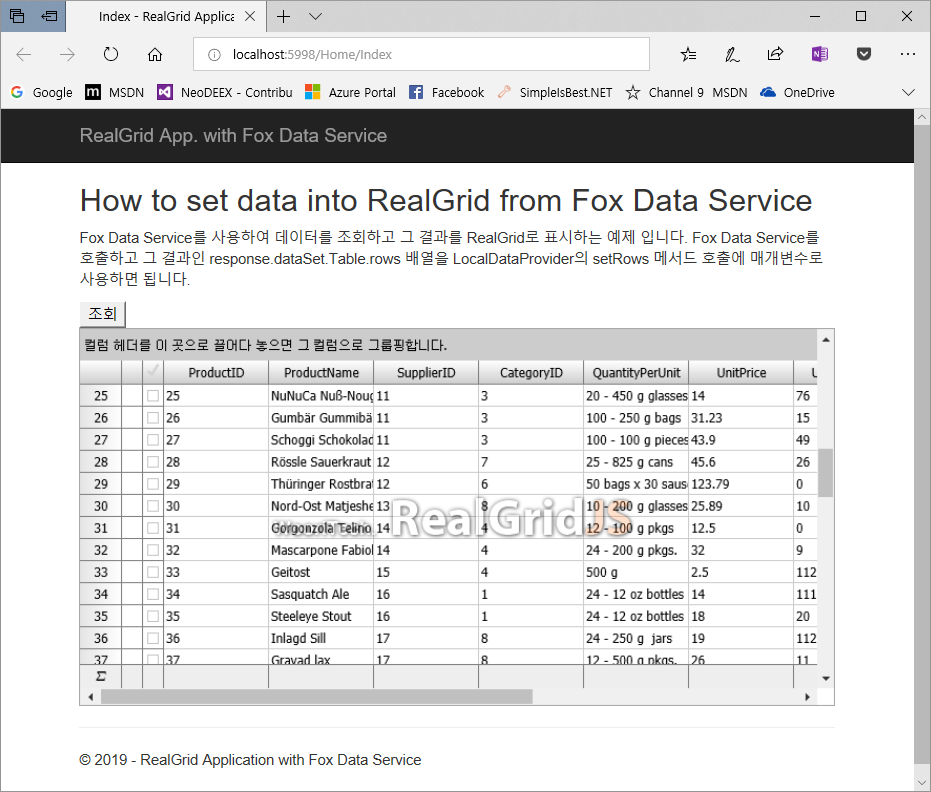 Index - RealGrid Applica
localhost:5998/Home/Index
Google MSDN NeoDEEX - Contribu Azure Portal Facebook SimpleIsBest.NET Channel 9 MSDN OneDrive
RealGrid App. with Fox Data Service
How to set data into RealGrid from Fox Data Service
Fox Data Service를 사용하여 데이터를 조회하고 그 결과를 RealGrid로 표시하는 예제 입니다. Fox Data Service를
호출하고 그 결과인 response.dataSet.Table.rows 배열을 LocalDataProvider의 setRows 메서드 호출에 매개변수로
사용하면 됩니다.
조회
컬럼 헤더를 이 곳으로 끌어다 놓으면 그 컬럼으로 그룹핑합니다.
ProductID ProductName SupplierID CategoryID QuantityPerUnit UnitPrice U
25 25 NuNuCa Nuß-Noug 11 3 20 - 450 g glasses 14 76
26 26 Gumbär Gummibä 11 3 100 - 250 g bags 31.23 15
27 27 Schoggi Schokolad 11 3 100 - 100 g pieces 43.9 49
28 28 Rössle Sauerkraut 12 7 25 - 825 g cans 45.6 26
29 29 Thüringer Rostbra 12 6 50 bags x 30 saus 123.79 0
30 30 Nord-Ost Matjeshe 13 8 10 - 200 g glasses 25.89 10
RealGridJS
31 31 Gorgonzola Telino 14 4 12 - 100 g pkgs 12.5 0
32 32 Mascarpone Fabiol 14 4 24 - 200 g pkgs. 32 9
33 33 Geitost 15 4 500 g 2.5 112
34 34 Sasquatch Ale 16 1 24 - 12 oz bottles 14 111
35 35 Steeleye Stout 16 1 24 - 12 oz bottles 18 20
36 36 Inlagd Sill 17 8 24 - 250 g  jars 19 112
37 37 Gravad lax 17 8 12 - 500 g pkgs. 26 11
Σ
© 2019 - RealGrid Application with Fox Data Service